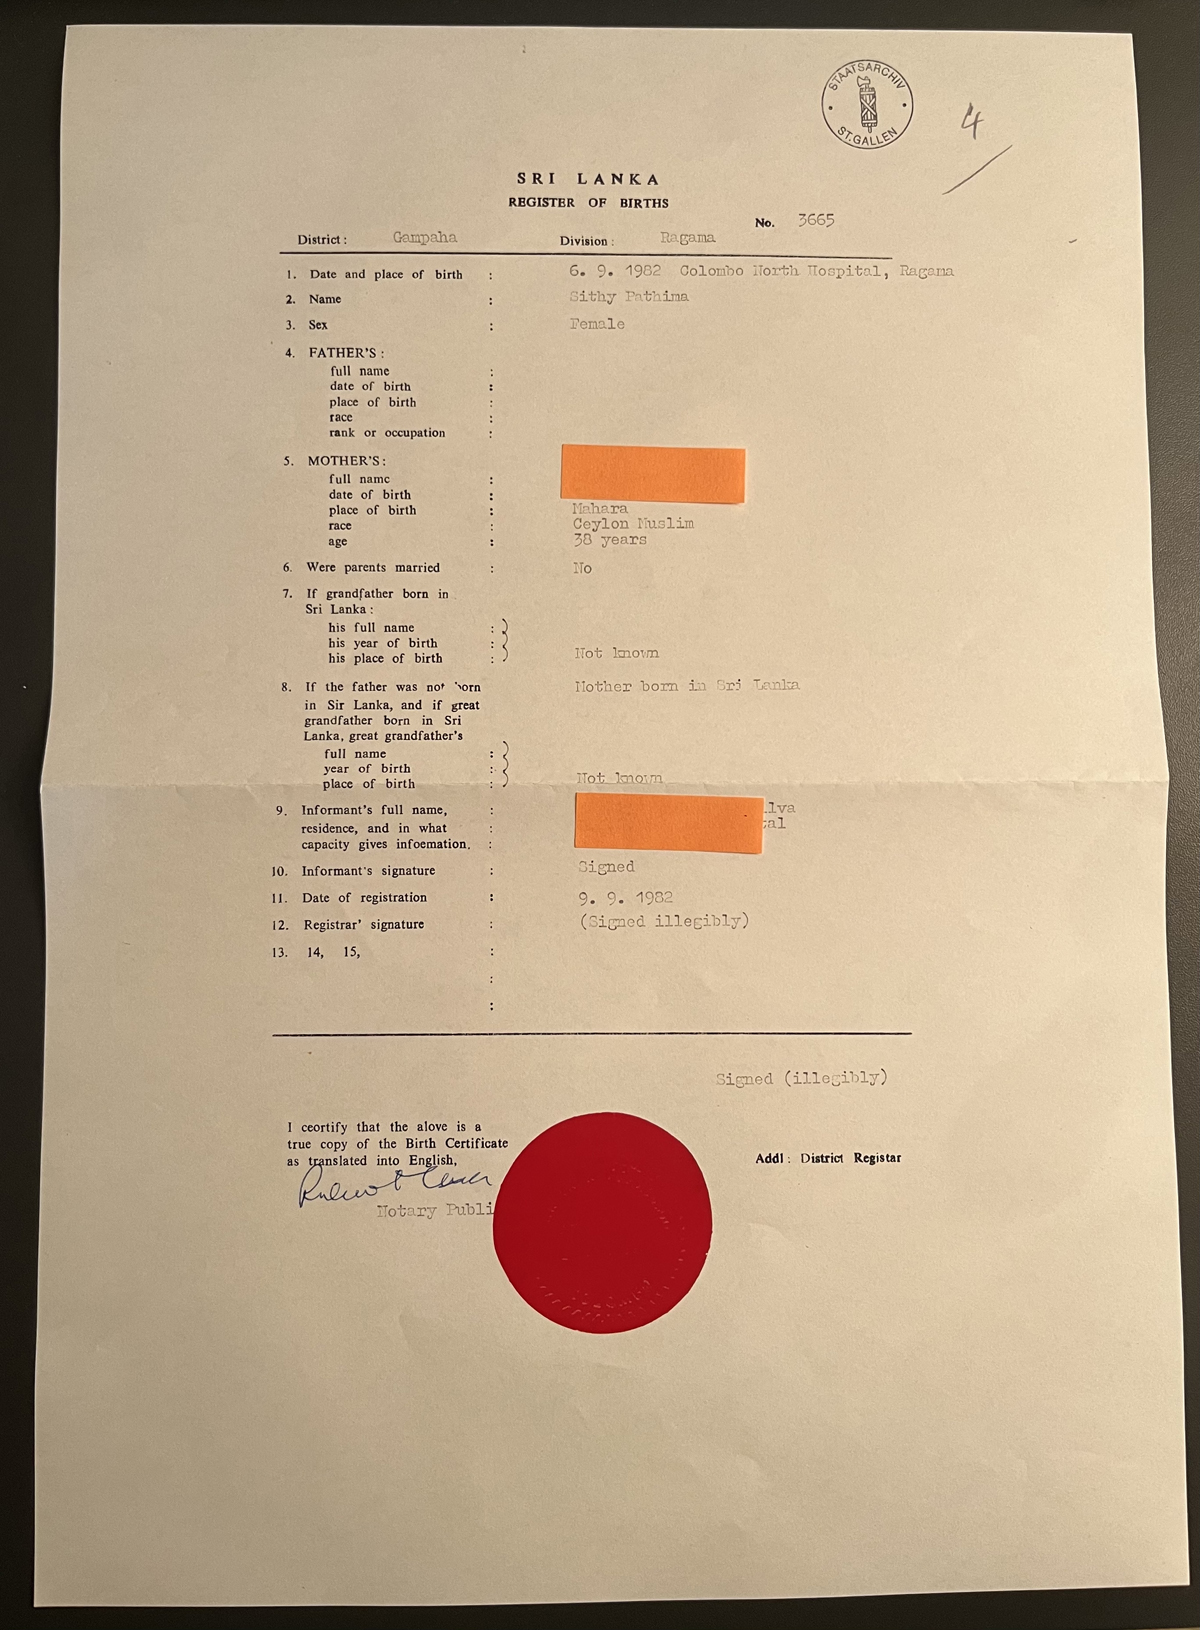 STAATSARCHIV
ST.GALLEN
4
SRI LANKA
REGISTER OF BIRTHS
No. 3665
District: Gampaha Division: Ragama
1. Date and place of birth : 6. 9. 1982 Colombo North Hospital, Ragama
2. Name : Sithy Fathima
3. Sex : Female
4. FATHER'S:
full name :
date of birth :
place of birth :
race :
rank or occupation :
5. MOTHER'S:
full name :
date of birth :
place of birth : Mahara
race : Ceylon Muslim
age : 38 years
6. Were parents married : No
7. If grandfather born in
Sri Lanka:
his full name :
his year of birth :
his place of birth : Not known
8. If the father was not born Mother born in Sri Lanka
in Sir Lanka, and if great
grandfather born in Sri
Lanka, great grandfather's
full name :
year of birth :
place of birth : Not known
9. Informant's full name, : lva
residence, and in what : tal
capacity gives infoemation. :
10. Informant's signature : Signed
11. Date of registration : 9. 9. 1982
12. Registrar' signature : (Signed illegibly)
13. 14, 15, :
:
:
Signed (illegibly)
I ceortify that the alove is a
true copy of the Birth Certificate
as translated into English,
Addl: District Registar
Notary Publi